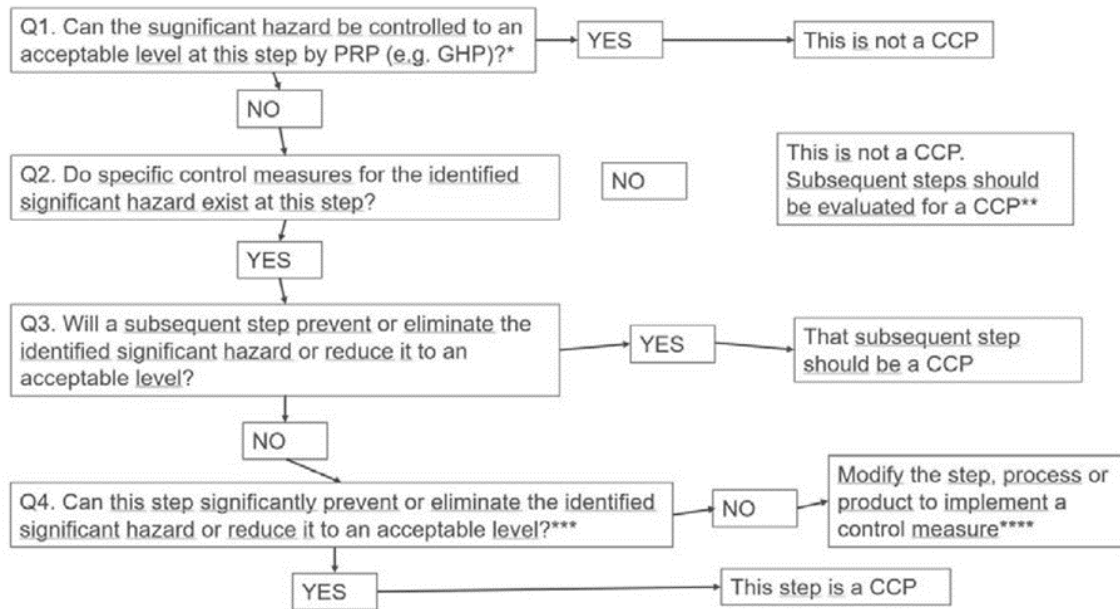 Q1. Can the sugnificant hazard be controlled to an
acceptable level at this step by PRP (e.g. GHP)?*
YES
This is not a CCP
NO
Q2. Do specific control measures for the identified
significant hazard exist at this step?
NO
This is not a CCP.
Subsequent steps should
be evaluated for a CCP**
YES
Q3. Will a subsequent step prevent or eliminate the
identified significant hazard or reduce it to an
acceptable level?
YES
That subsequent step
should be a CCP
NO
Q4. Can this step significantly prevent or eliminate the identified
significant hazard or reduce it to an acceptable level?***
NO
Modify the step, process or
product to implement a
control measure****
YES
This step is a CCP